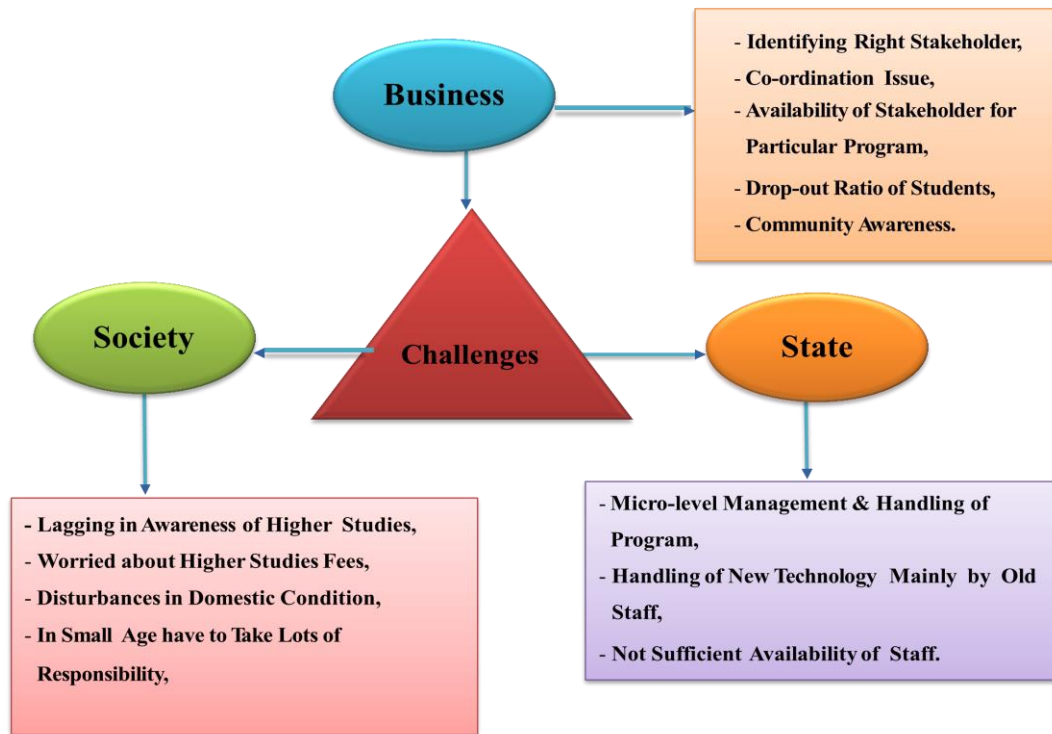 Business
- Identifying Right Stakeholder,
- Co-ordination Issue,
- Availability of Stakeholder for
Particular Program,
- Drop-out Ratio of Students,
- Community Awareness.
Society
Challenges
State
- Lagging in Awareness of Higher Studies,
- Worried about Higher Studies Fees,
- Disturbances in Domestic Condition,
- In Small Age have to Take Lots of
Responsibility,
- Micro-level Management & Handling of
Program,
- Handling of New Technology Mainly by Old
Staff,
- Not Sufficient Availability of Staff.